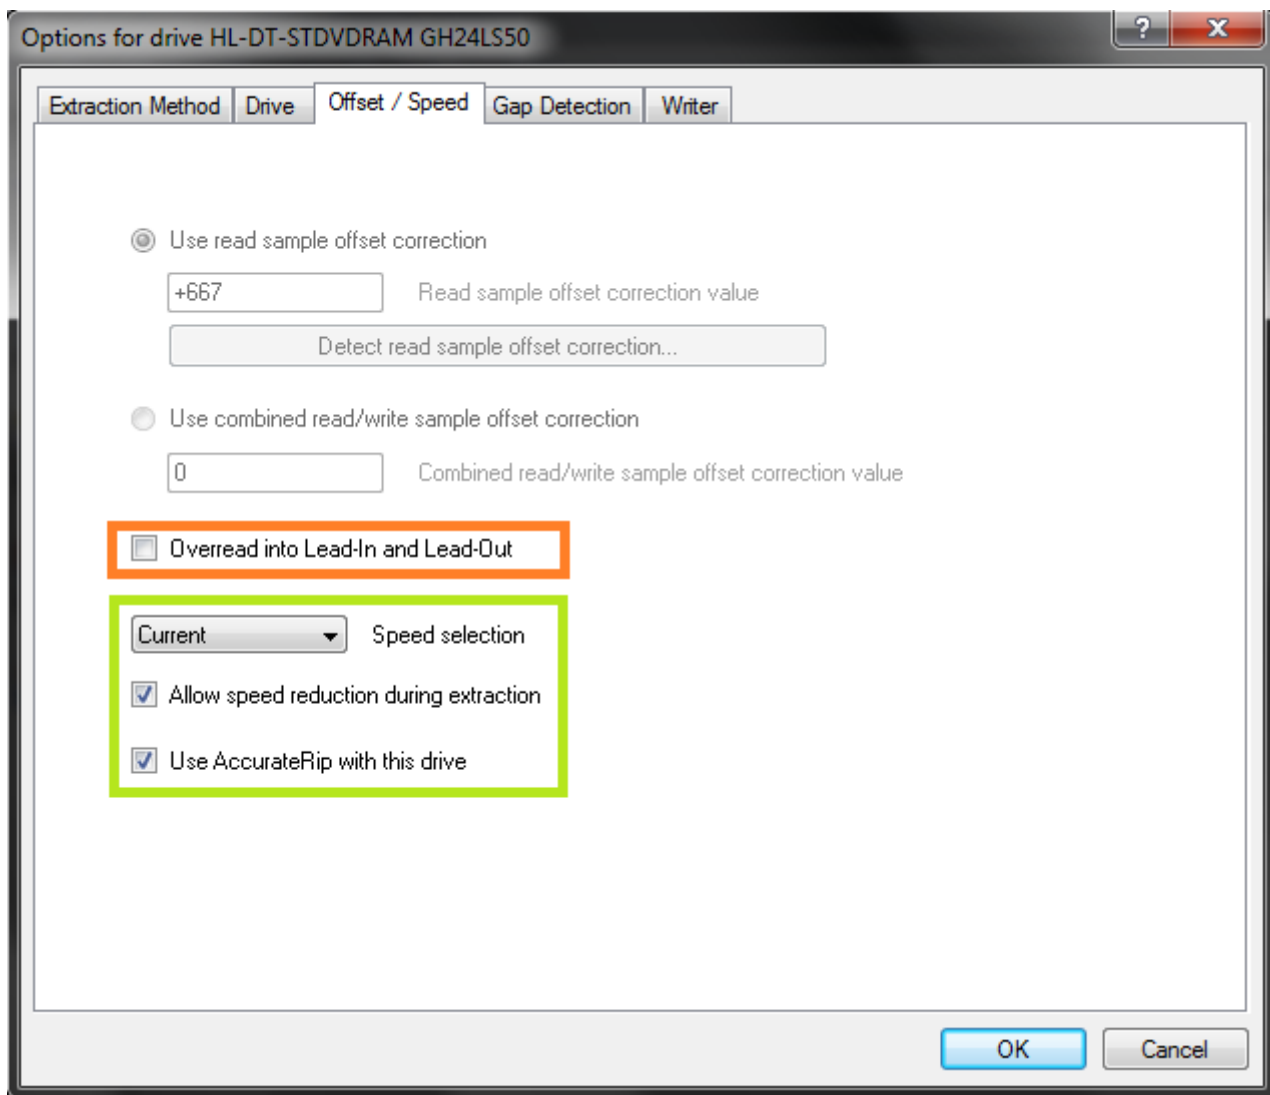 Options for drive HL-DT-STDVDRAM GH24LS50
?
Extraction Method Drive Offset / Speed Gap Detection Writer
Use read sample offset correction
+667 Read sample offset correction value
Detect read sample offset correction...
Use combined read/write sample offset correction
0 Combined read/write sample offset correction value
Overread into Lead-In and Lead-Out
Current Speed selection
Allow speed reduction during extraction
Use AccurateRip with this drive
OK Cancel